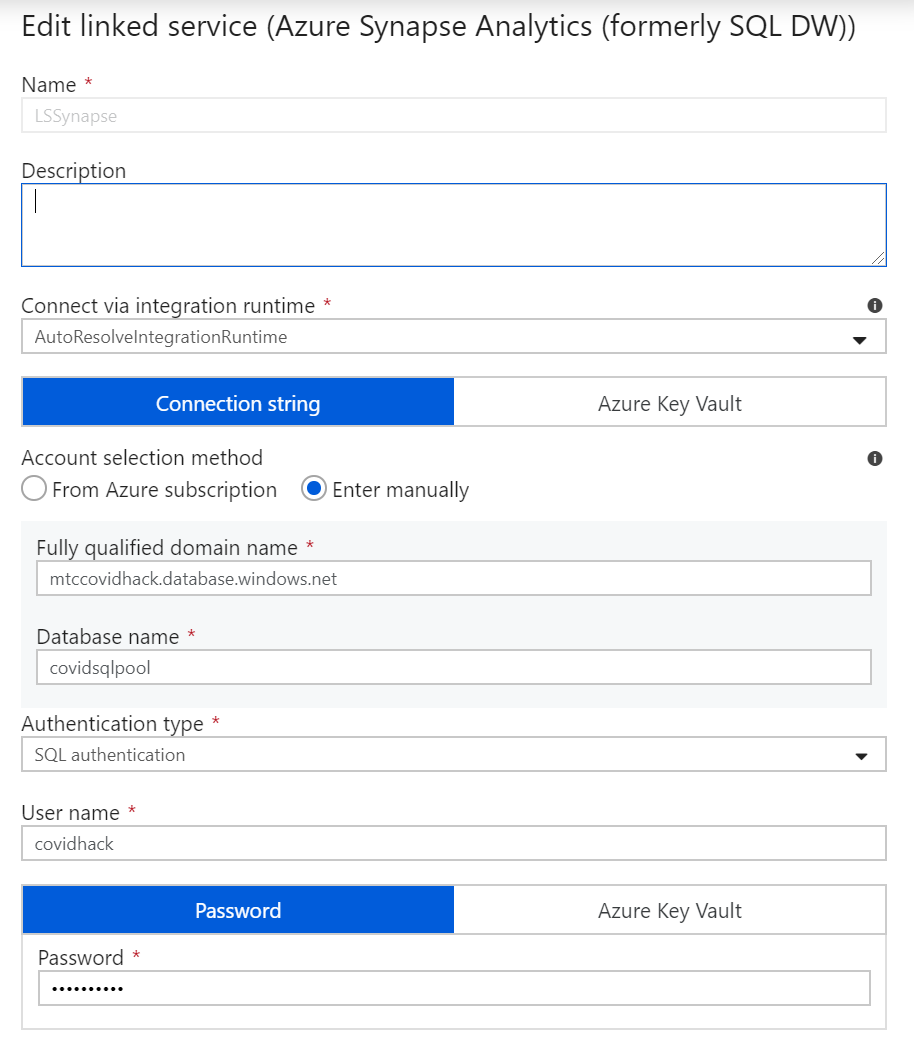 Edit linked service (Azure Synapse Analytics (formerly SQL DW))
Name *
LSSynapse
Description
Connect via integration runtime *
AutoResolveIntegrationRuntime
Connection string Azure Key Vault
Account selection method
From Azure subscription Enter manually
Fully qualified domain name *
mtccovidhack.database.windows.net
Database name *
covidsqlpool
Authentication type *
SQL authentication
User name *
covidhack
Password Azure Key Vault
Password *
••••••••••